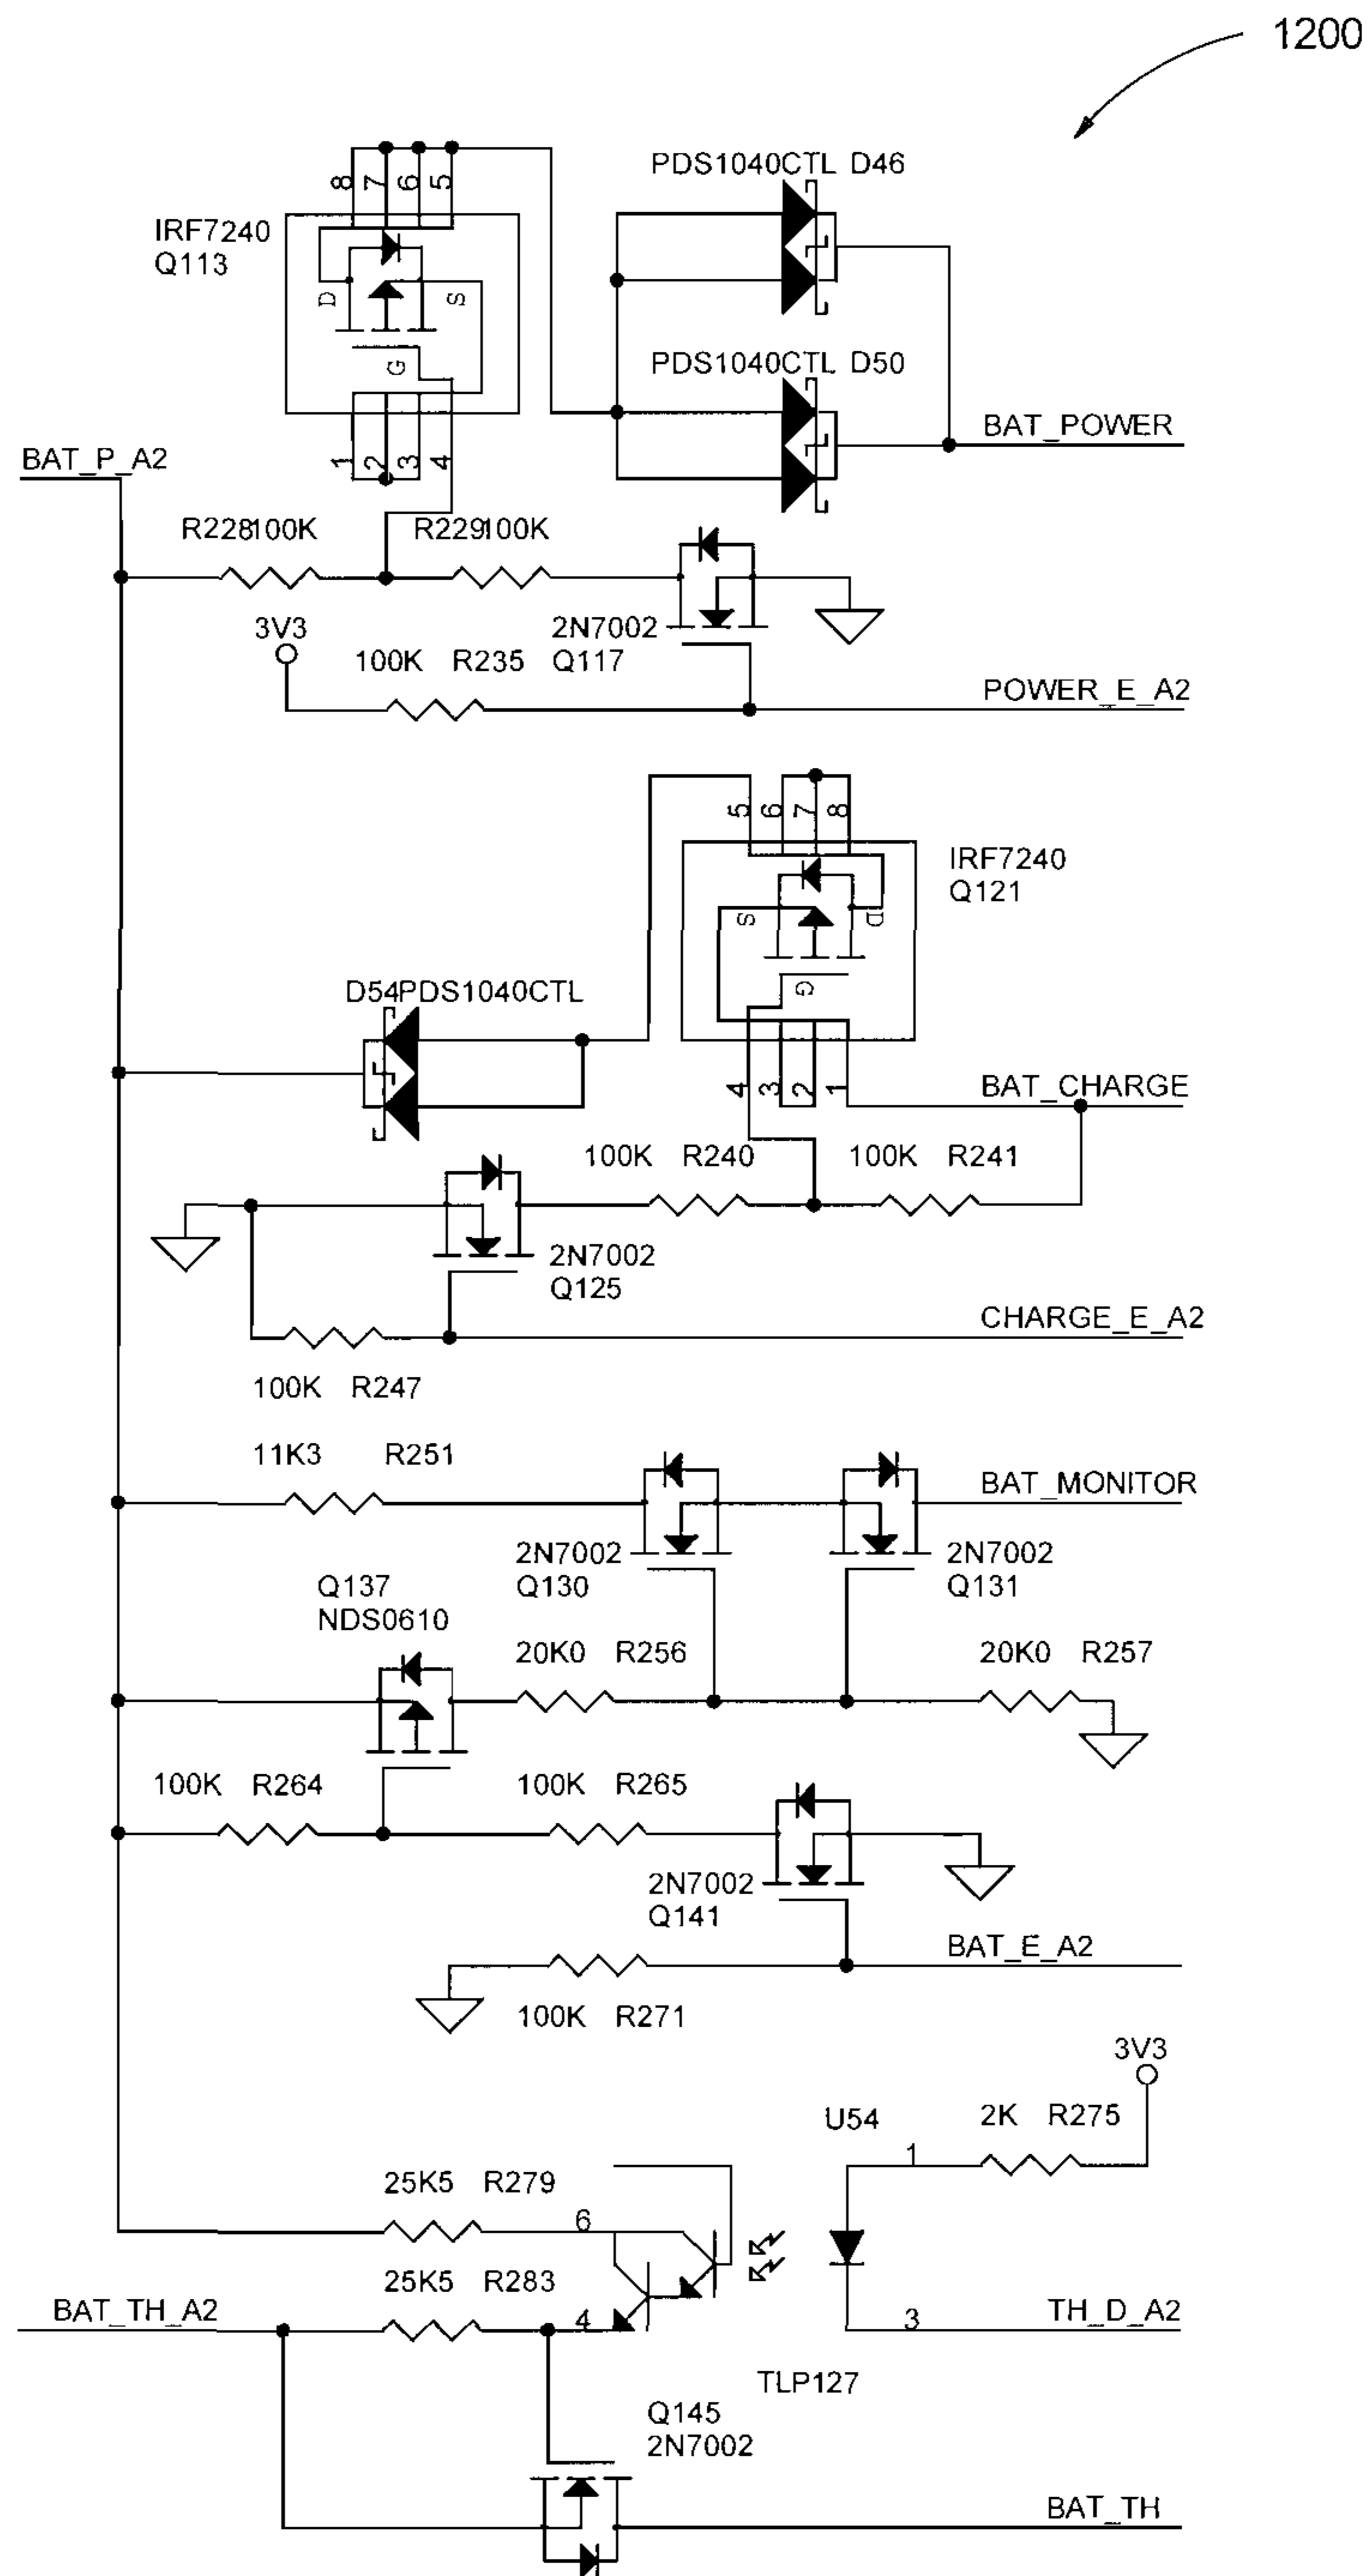 1200
PDS1040CTL D46
8 7 6 5
IRF7240
Q113
D S
G
PDS1040CTL D50
BAT_POWER
BAT_P_A2
1 2 3 4
R228100K R229100K
3V3
2N7002
100K R235 Q117
POWER_E_A2
5 6 7 8
IRF7240
Q121
S D
G
D54PDS1040CTL
4 3 2 1
BAT_CHARGE
100K R240 100K R241
2N7002
Q125
CHARGE_E_A2
100K R247
11K3 R251
BAT_MONITOR
2N7002 2N7002
Q130 Q131
Q137
NDS0610
20K0 R256 20K0 R257
100K R264 100K R265
2N7002
Q141
BAT_E_A2
100K R271
3V3
U54 2K R275
1
25K5 R279
6
25K5 R283
BAT_TH_A2 4 3 TH_D_A2
TLP127
Q145
2N7002
BAT_TH